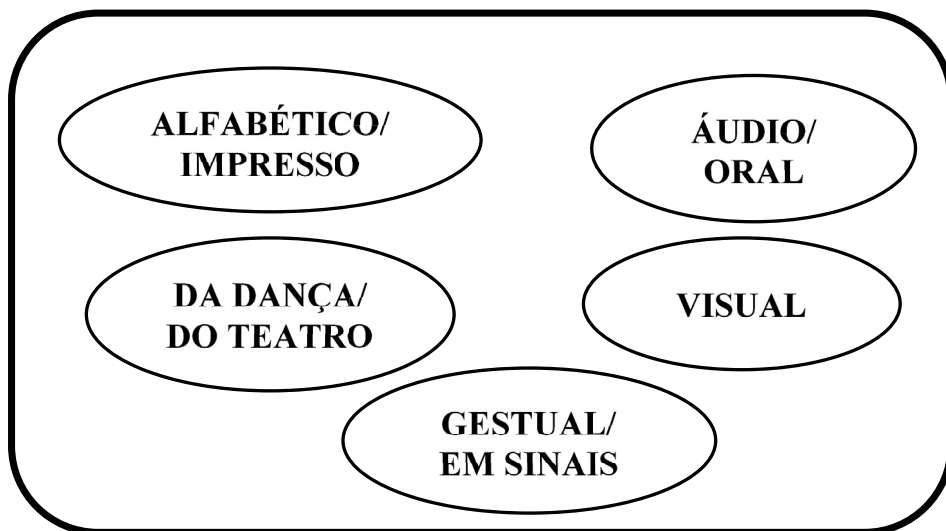 ALFABÉTICO/
IMPRESSO
ÁUDIO/
ORAL
DA DANÇA/
DO TEATRO
VISUAL
GESTUAL/
EM SINAIS